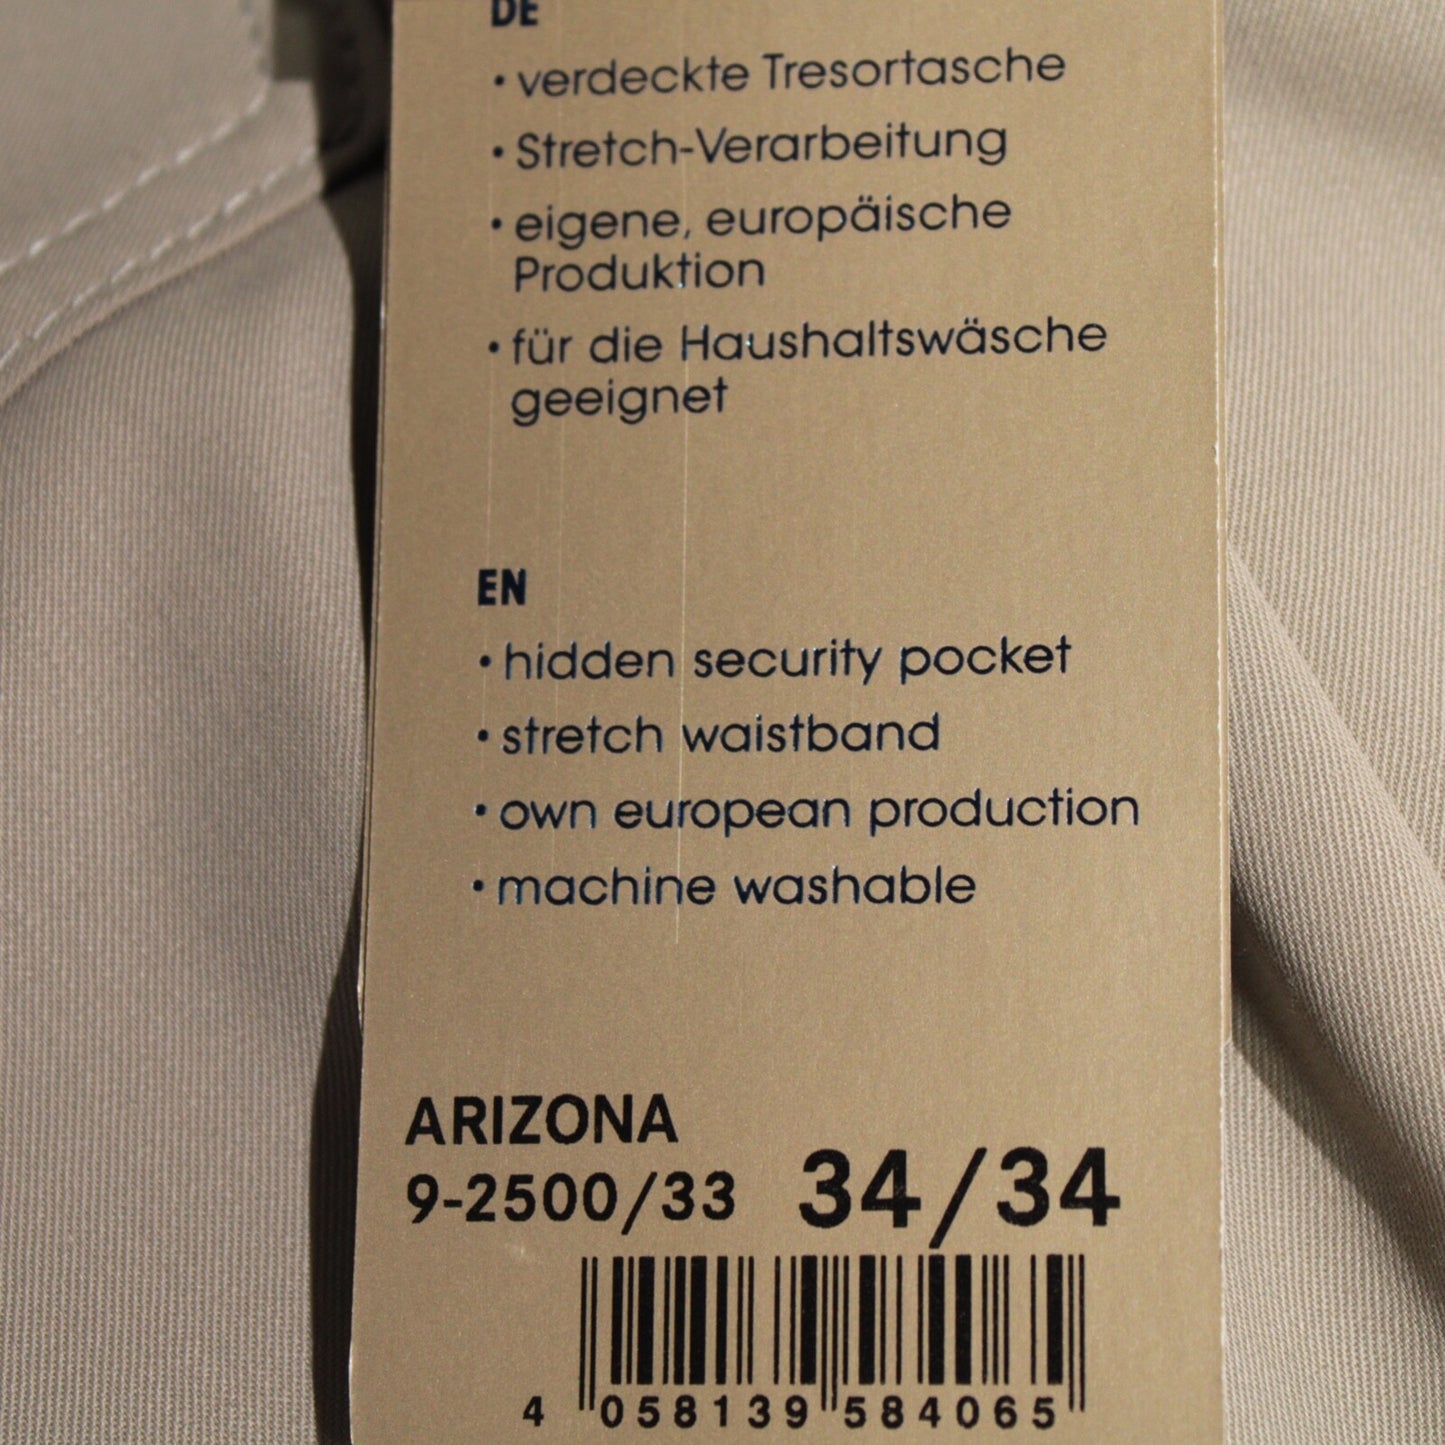 DE
• verdeckte Tresortasche
• Stretch-Verarbeitung
• eigene, europäische
Produktion
• für die Haushaltswäsche
geeignet
EN
• hidden security pocket
• stretch waistband
• own european production
• machine washable
ARIZONA
9-2500/33 34/34
4 058139 584065